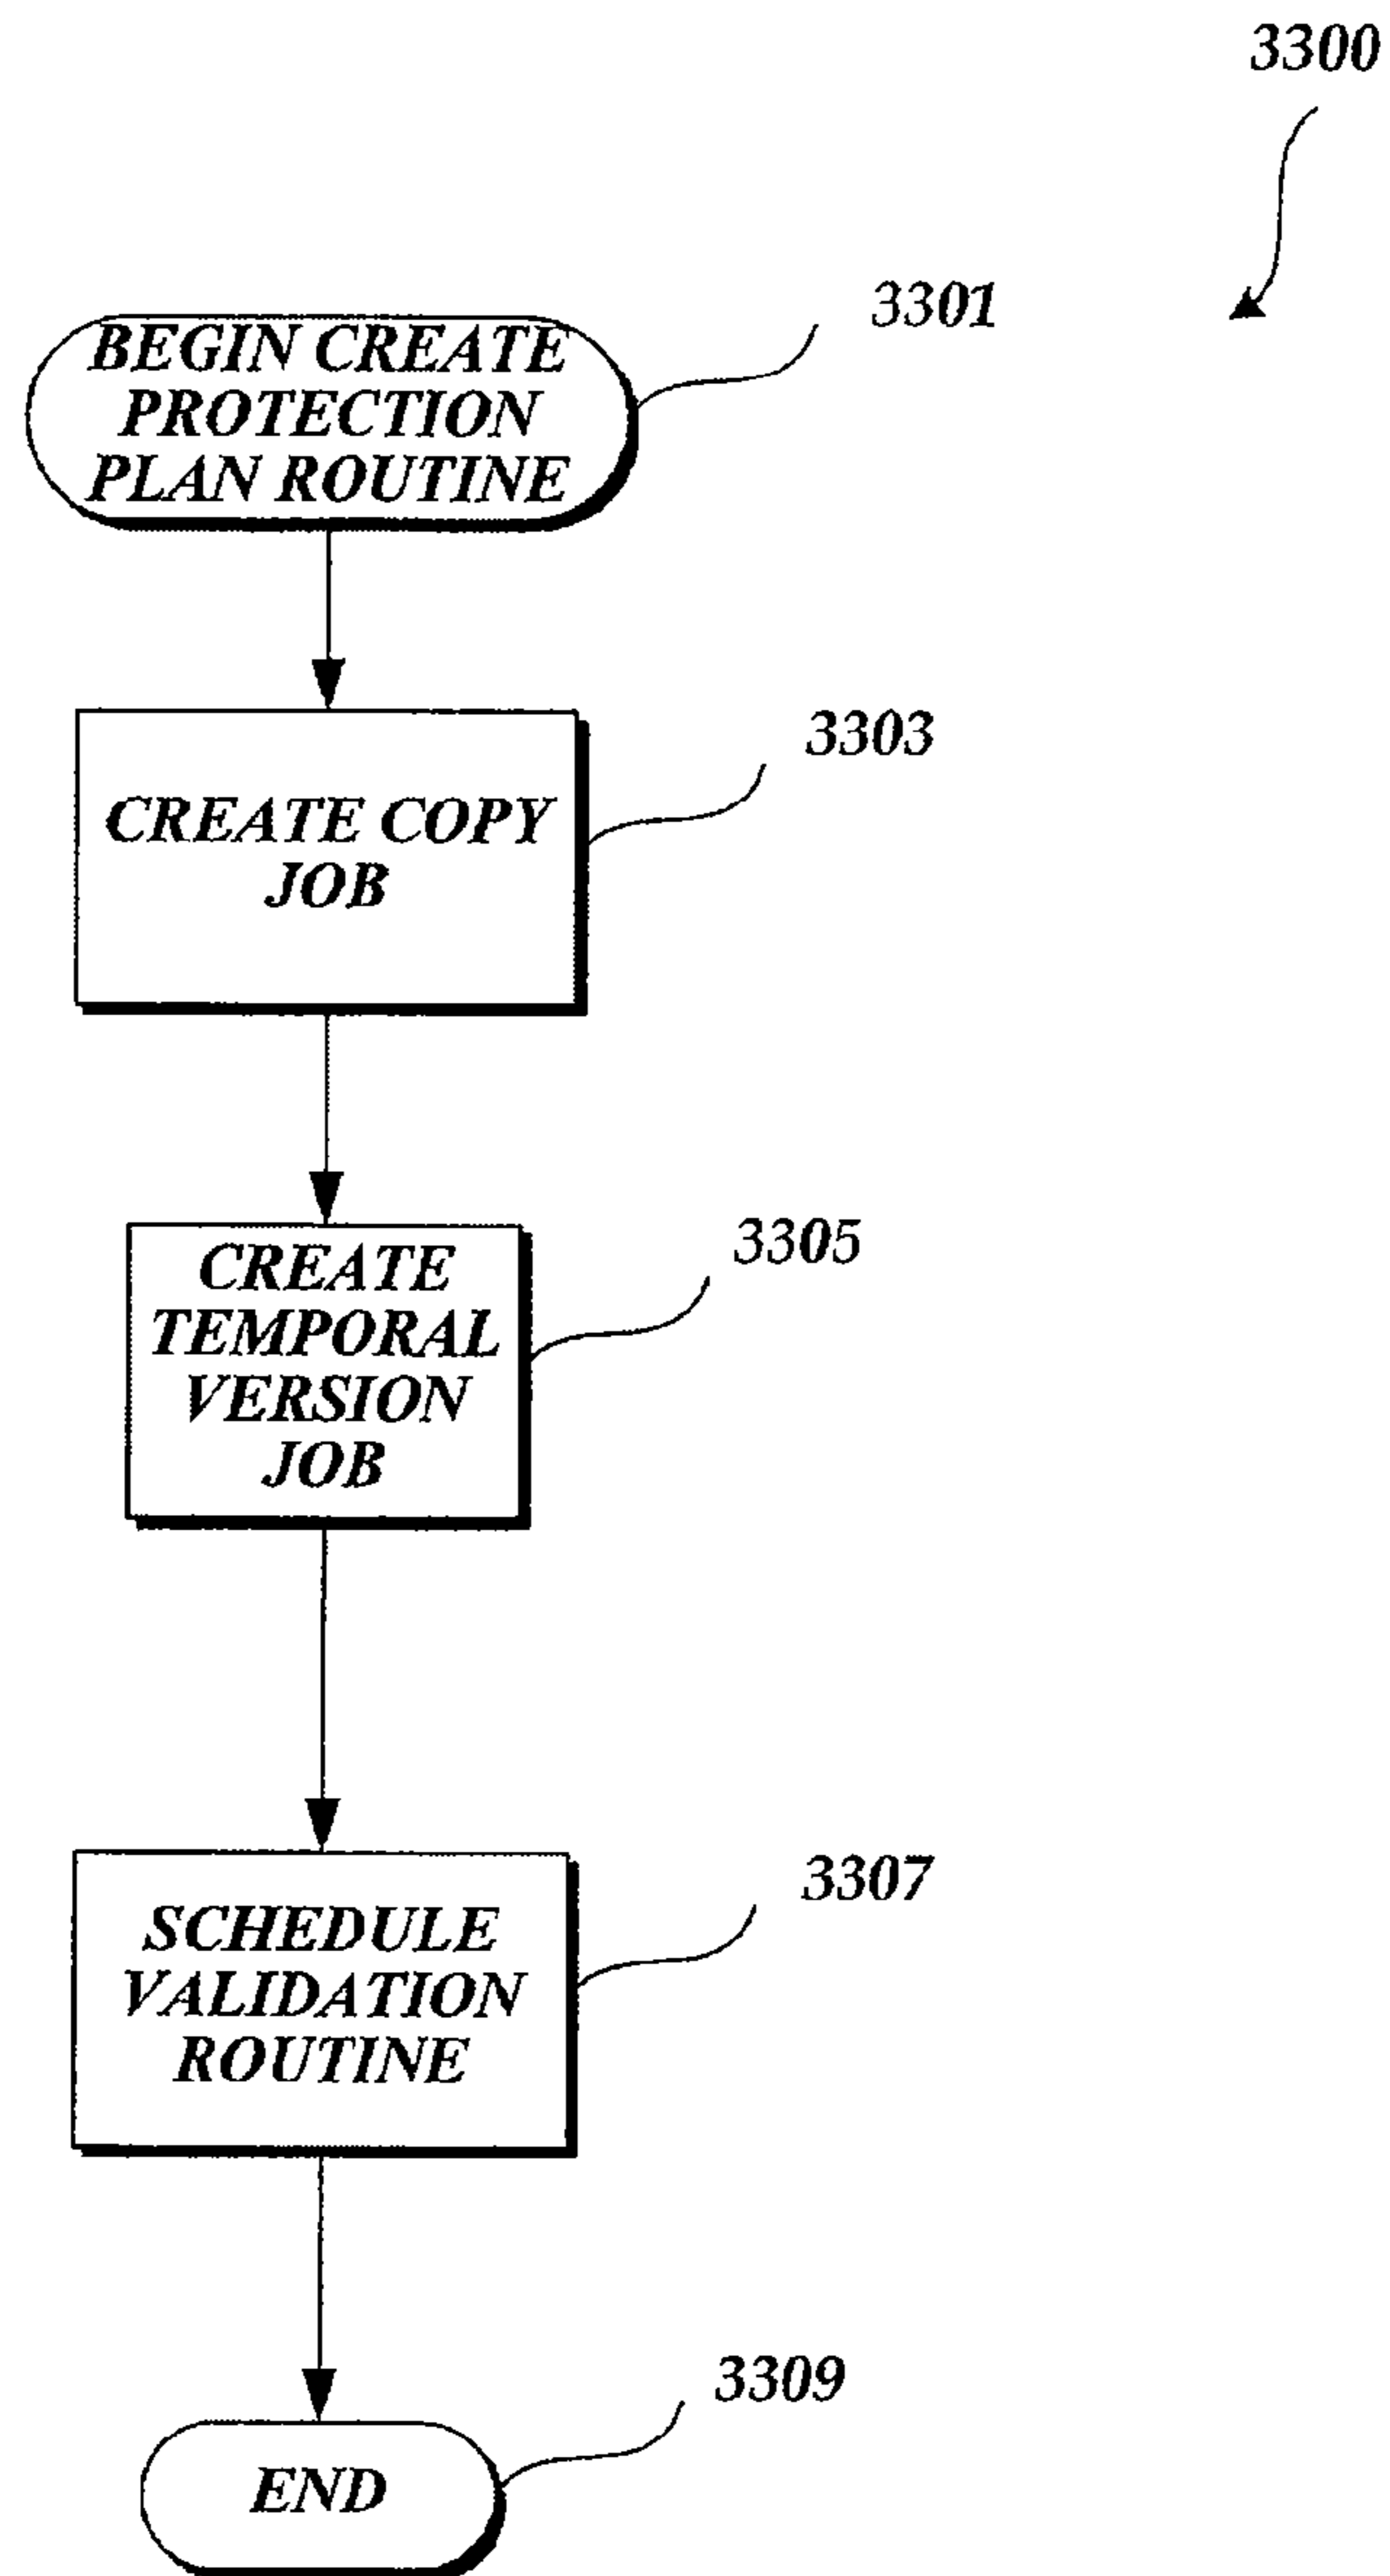 3300
3301
BEGIN CREATE
PROTECTION
PLAN ROUTINE
3303
CREATE COPY
JOB
3305
CREATE
TEMPORAL
VERSION
JOB
3307
SCHEDULE
VALIDATION
ROUTINE
3309
END